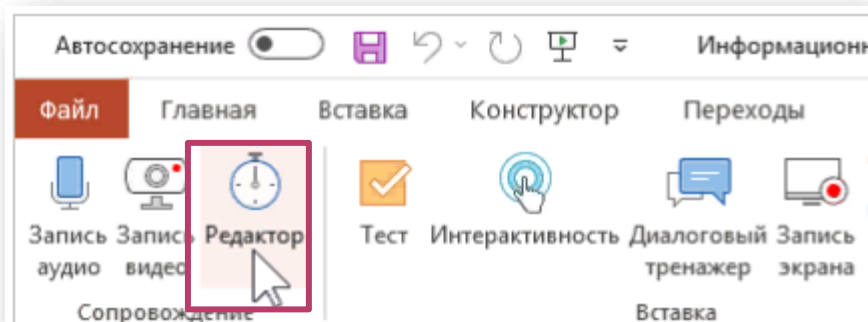 Автосохранение
Файл Главная Вставка Конструктор Переходы
Запись Запись Редактор Тест Интерактивность Диалоговый Запись
аудио видео тренажер экрана
Сопровождение Вставка